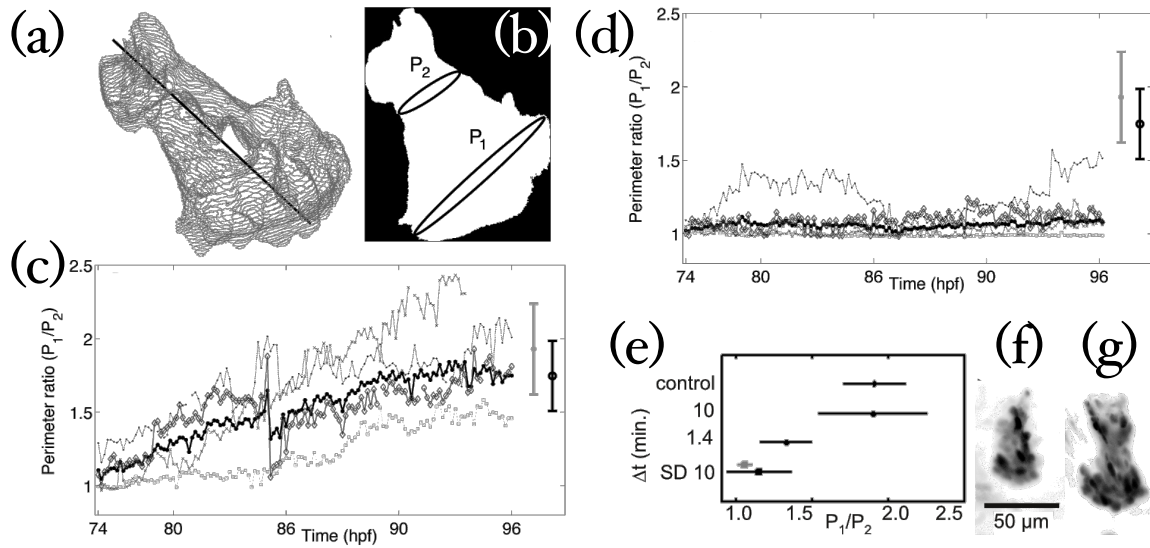 (a)
(b)
P2
P1
(c)
Perimeter ratio (P1/P2)
2.5
2
1.5
1
74
80
86
90
96
Time (hpf)
(d)
Perimeter ratio (P1/P2)
2.5
2
1.5
1
74
80
86
90
96
Time (hpf)
(e)
Δt (min.)
control
10
1.4
SD 10
1.0
1.5
2.0
2.5
P1/P2
(f)
50 µm
(g)